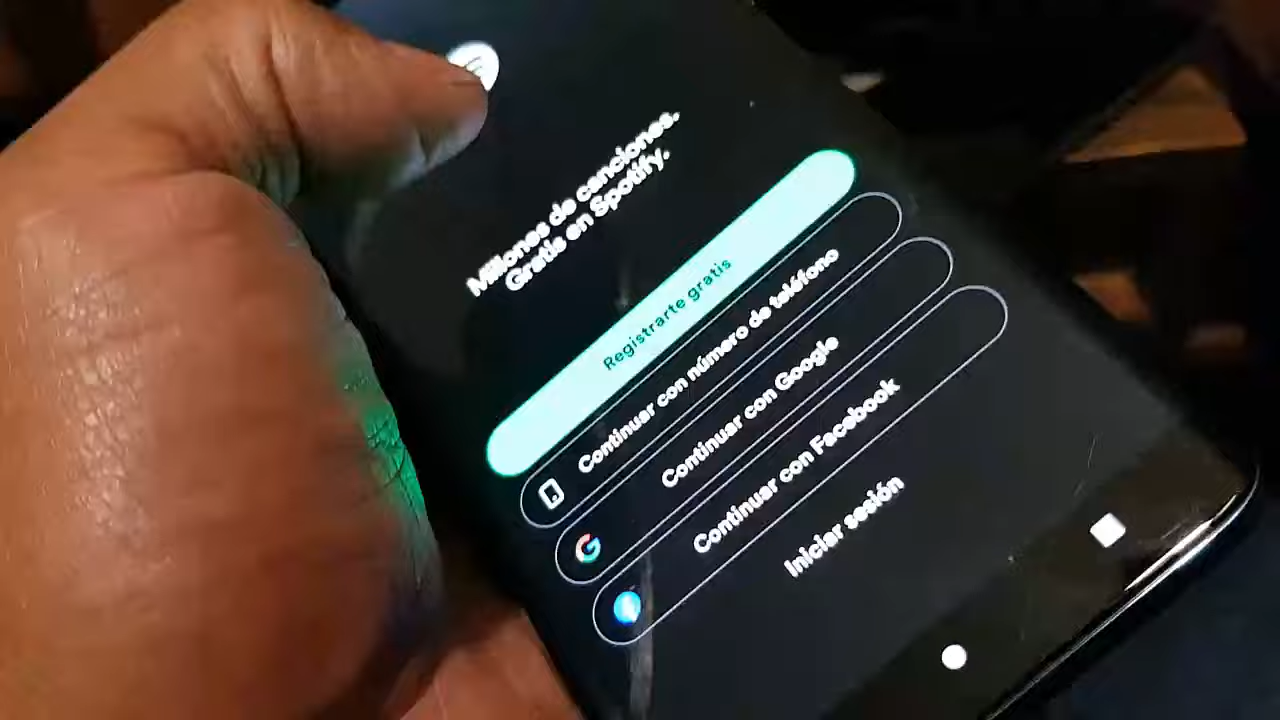 Millones de canciones.
Gratis en Spotify.
Registrarte gratis
Continuar con número de teléfono
Continuar con Google
Continuar con Facebook
Iniciar sesión